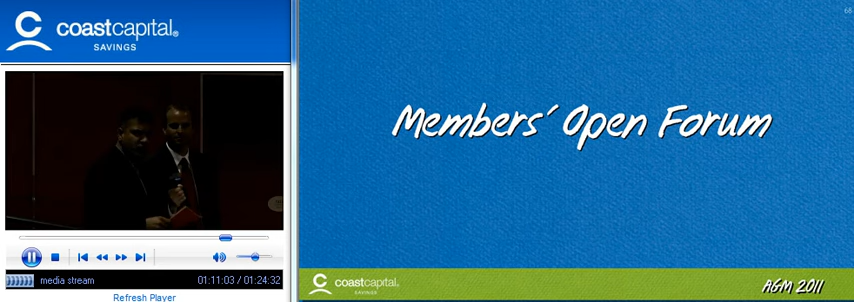 coastcapital®
SAVINGS
media stream
01:11:03 / 01:24:32
Refresh Player
68
Members' Open Forum
coastcapital®
SAVINGS
AGM 2011